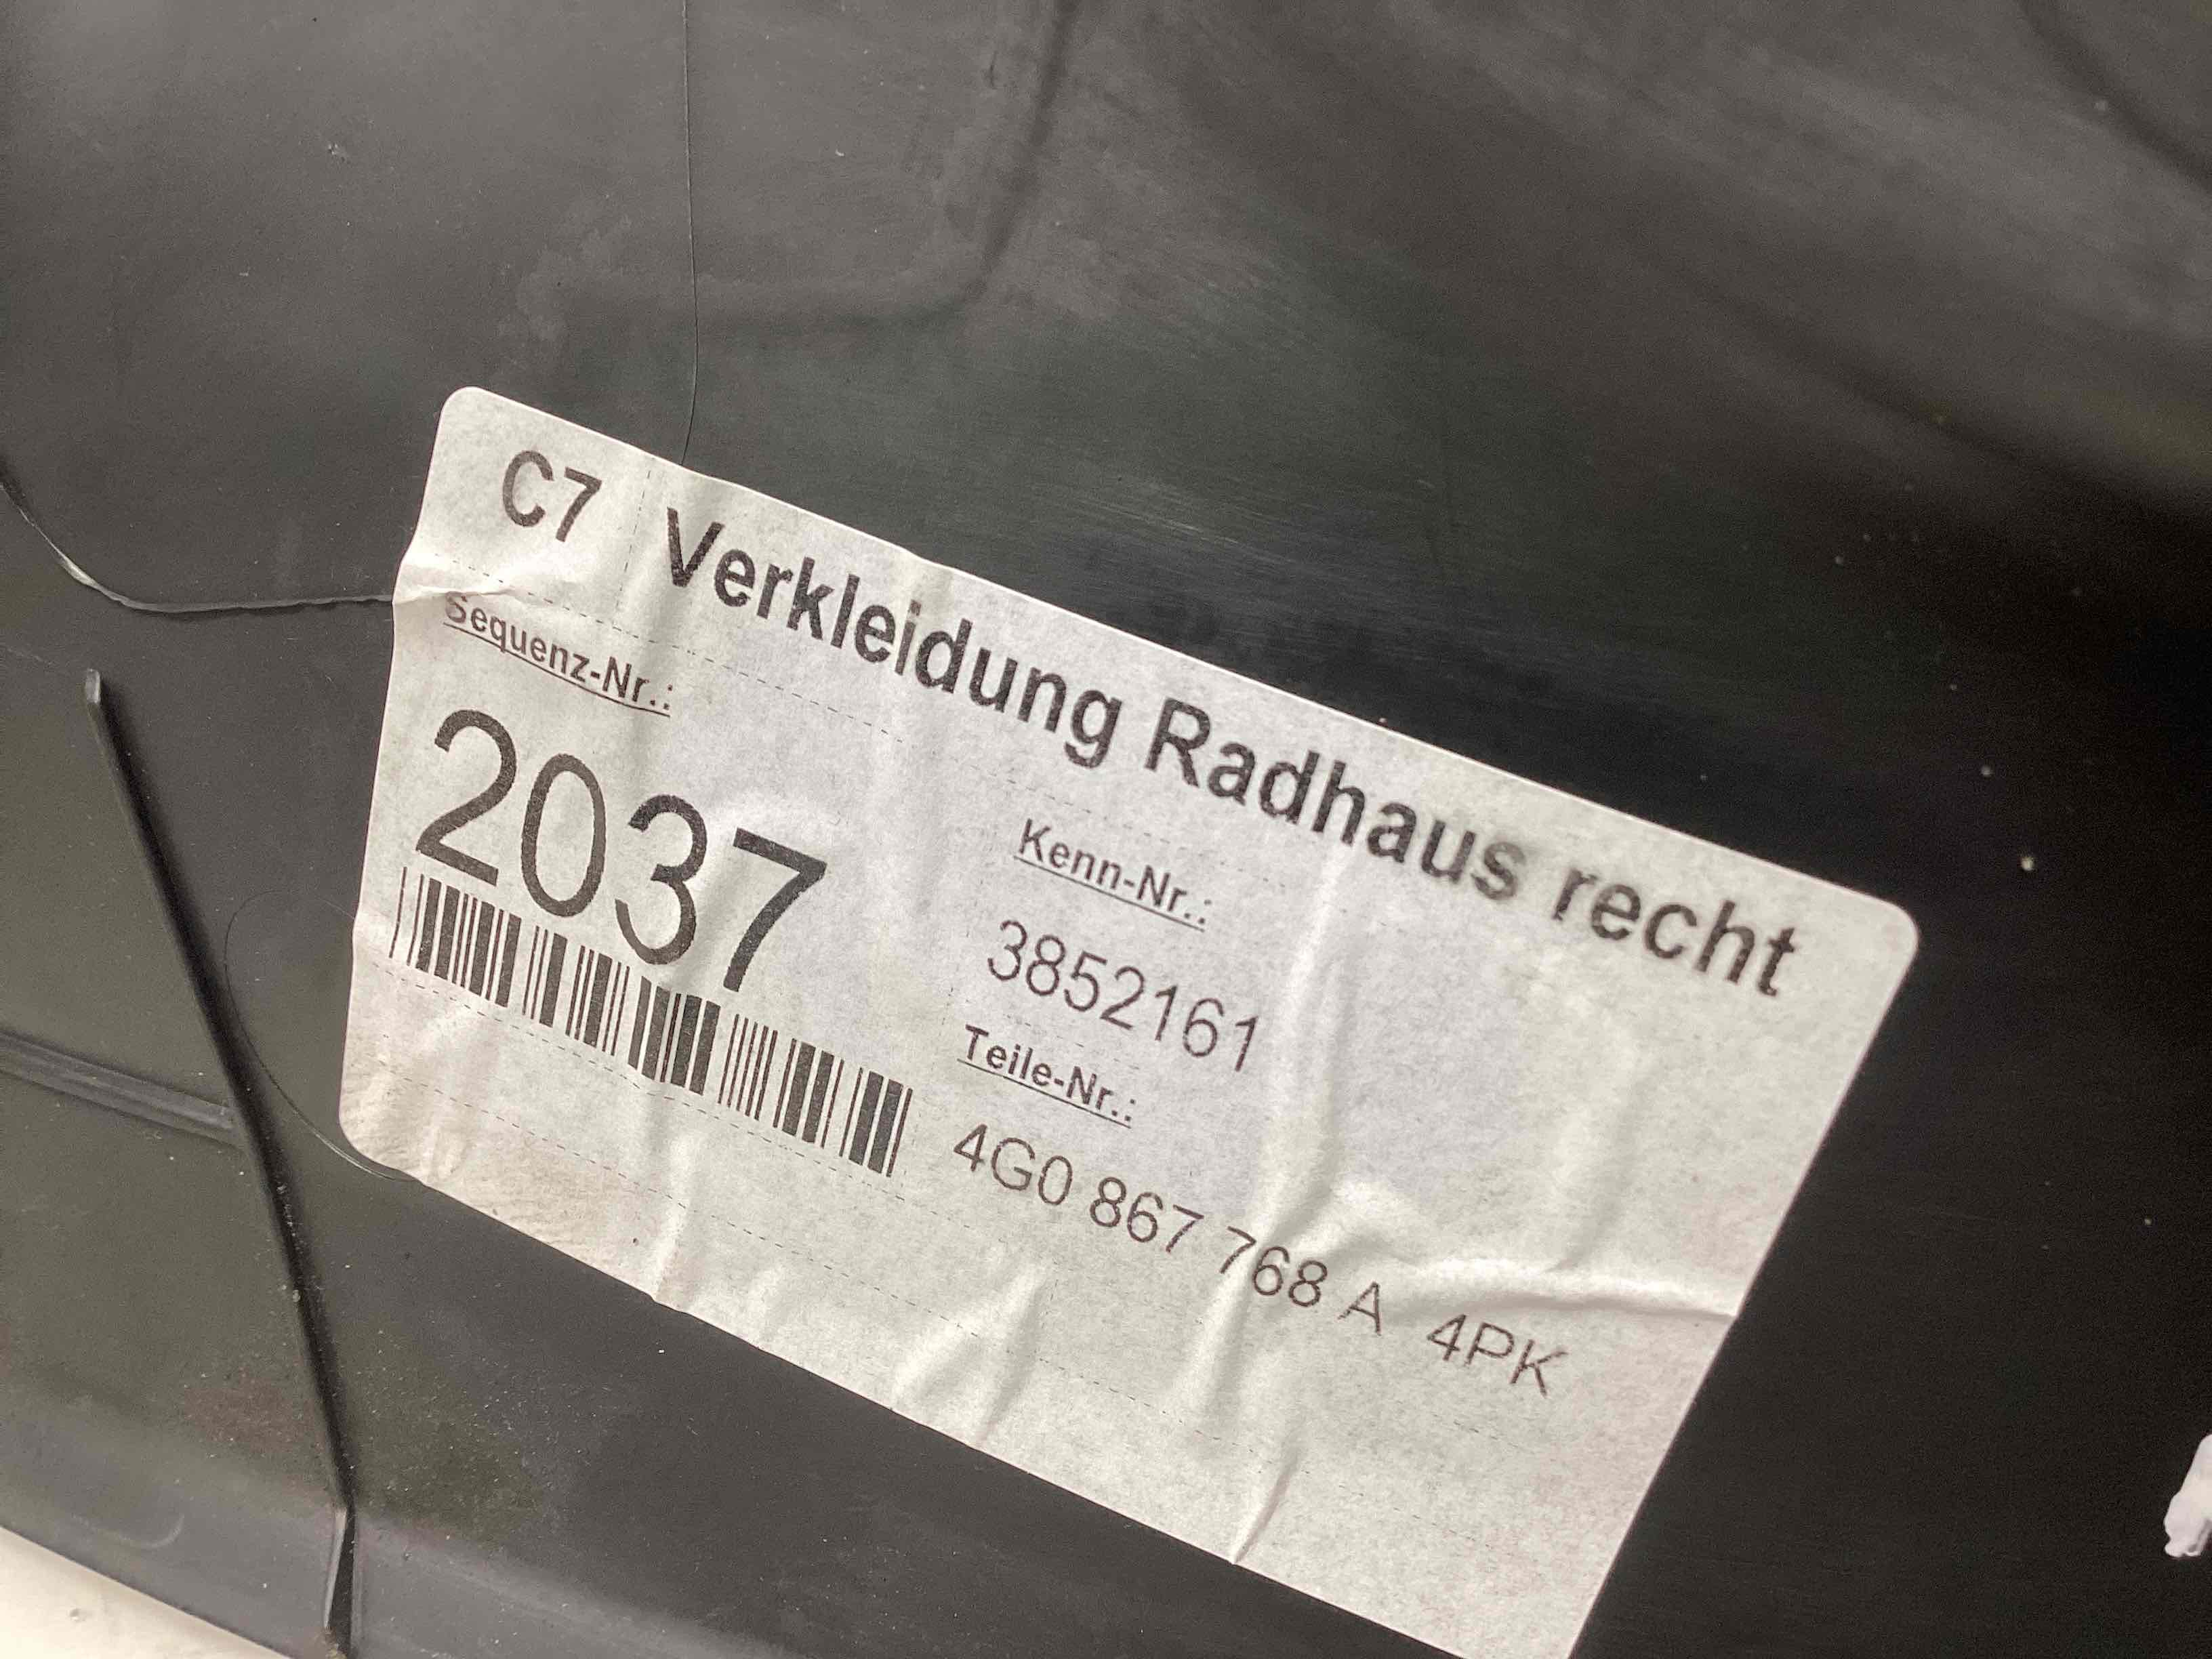 C7 Verkleidung Radhaus recht
Sequenz-Nr.:
2037
Kenn-Nr.:
3852161
Teile-Nr.:
4G0 867 768 A 4PK